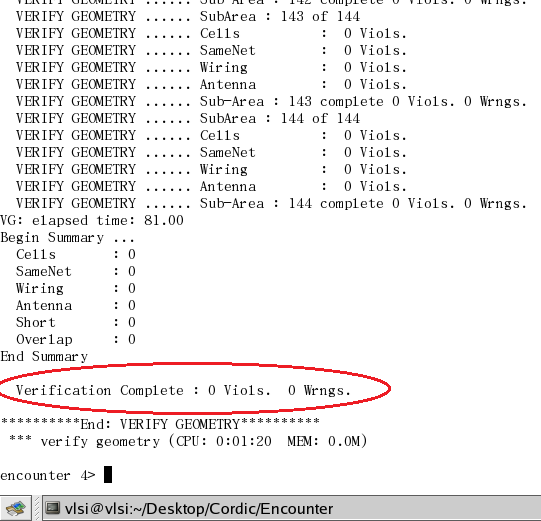 VERIFY GEOMETRY ...... Sub-Area : 142 complete 0 Viols. 0 Wrngs.
VERIFY GEOMETRY ...... SubArea : 143 of 144
VERIFY GEOMETRY ...... Cells : 0 Viols.
VERIFY GEOMETRY ...... SameNet : 0 Viols.
VERIFY GEOMETRY ...... Wiring : 0 Viols.
VERIFY GEOMETRY ...... Antenna : 0 Viols.
VERIFY GEOMETRY ...... Sub-Area : 143 complete 0 Viols. 0 Wrngs.
VERIFY GEOMETRY ...... SubArea : 144 of 144
VERIFY GEOMETRY ...... Cells : 0 Viols.
VERIFY GEOMETRY ...... SameNet : 0 Viols.
VERIFY GEOMETRY ...... Wiring : 0 Viols.
VERIFY GEOMETRY ...... Antenna : 0 Viols.
VERIFY GEOMETRY ...... Sub-Area : 144 complete 0 Viols. 0 Wrngs.
VG: elapsed time: 81.00
Begin Summary ...
Cells : 0
SameNet : 0
Wiring : 0
Antenna : 0
Short : 0
Overlap : 0
End Summary
Verification Complete : 0 Viols. 0 Wrngs.
**********End: VERIFY GEOMETRY**********
*** verify geometry (CPU: 0:01:20 MEM: 0.0M)
encounter 4>
vlsi@vlsi:~/Desktop/Cordic/Encounter